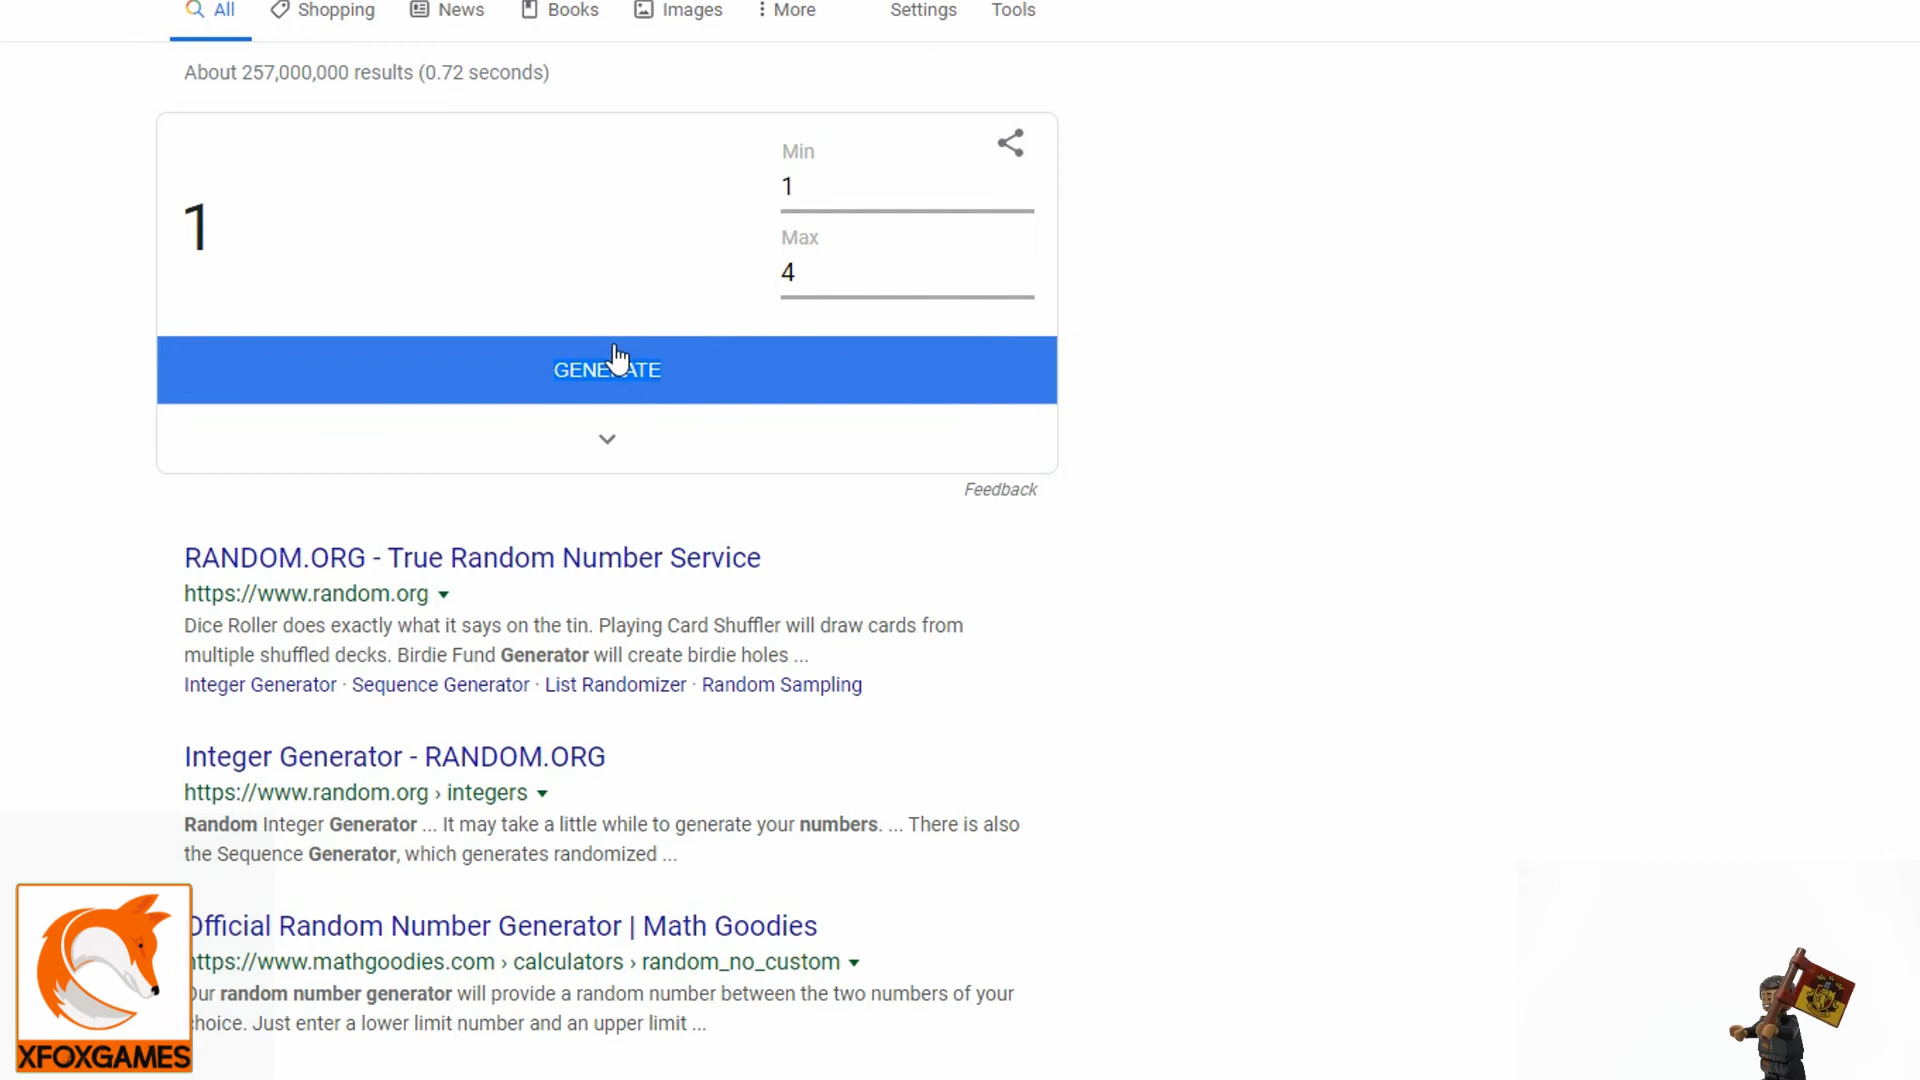 All Shopping News Books Images More Settings Tools
About 257,000,000 results (0.72 seconds)
Min
1
1
Max
4
GENERATE
Feedback
RANDOM.ORG - True Random Number Service
https://www.random.org
Dice Roller does exactly what it says on the tin. Playing Card Shuffler will draw cards from
multiple shuffled decks. Birdie Fund Generator will create birdie holes ...
Integer Generator · Sequence Generator · List Randomizer · Random Sampling
Integer Generator - RANDOM.ORG
https://www.random.org › integers
Random Integer Generator ... It may take a little while to generate your numbers. ... There is also
the Sequence Generator, which generates randomized ...
Official Random Number Generator | Math Goodies
https://www.mathgoodies.com › calculators › random_no_custom
Our random number generator will provide a random number between the two numbers of your
choice. Just enter a lower limit number and an upper limit ...
XFOXGAMES